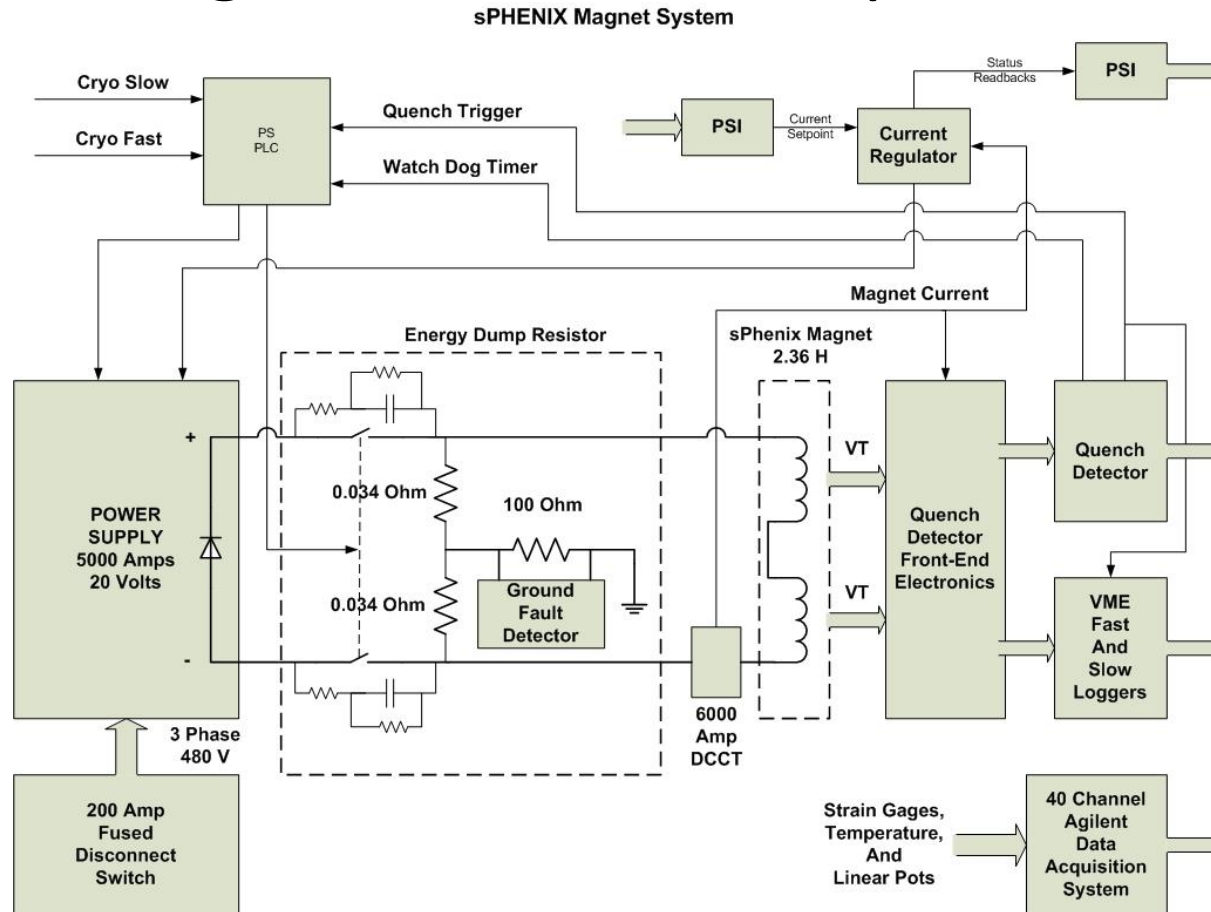 sPHENIX Magnet System
Cryo Slow
Cryo Fast
PS
PLC
Quench Trigger
Watch Dog Timer
PSI
Current
Setpoint
Current
Regulator
Status
Readbacks
PSI
Magnet Current
Energy Dump Resistor
sPhenix Magnet
2.36 H
POWER
SUPPLY
5000 Amps
20 Volts
+
-
0.034 Ohm
0.034 Ohm
100 Ohm
Ground
Fault
Detector
VT
VT
Quench
Detector
Front-End
Electronics
Quench
Detector
VME
Fast
And
Slow
Loggers
6000
Amp
DCCT
3 Phase
480 V
200 Amp
Fused
Disconnect
Switch
Strain Gages,
Temperature,
And
Linear Pots
40 Channel
Agilent
Data
Acquisition
System